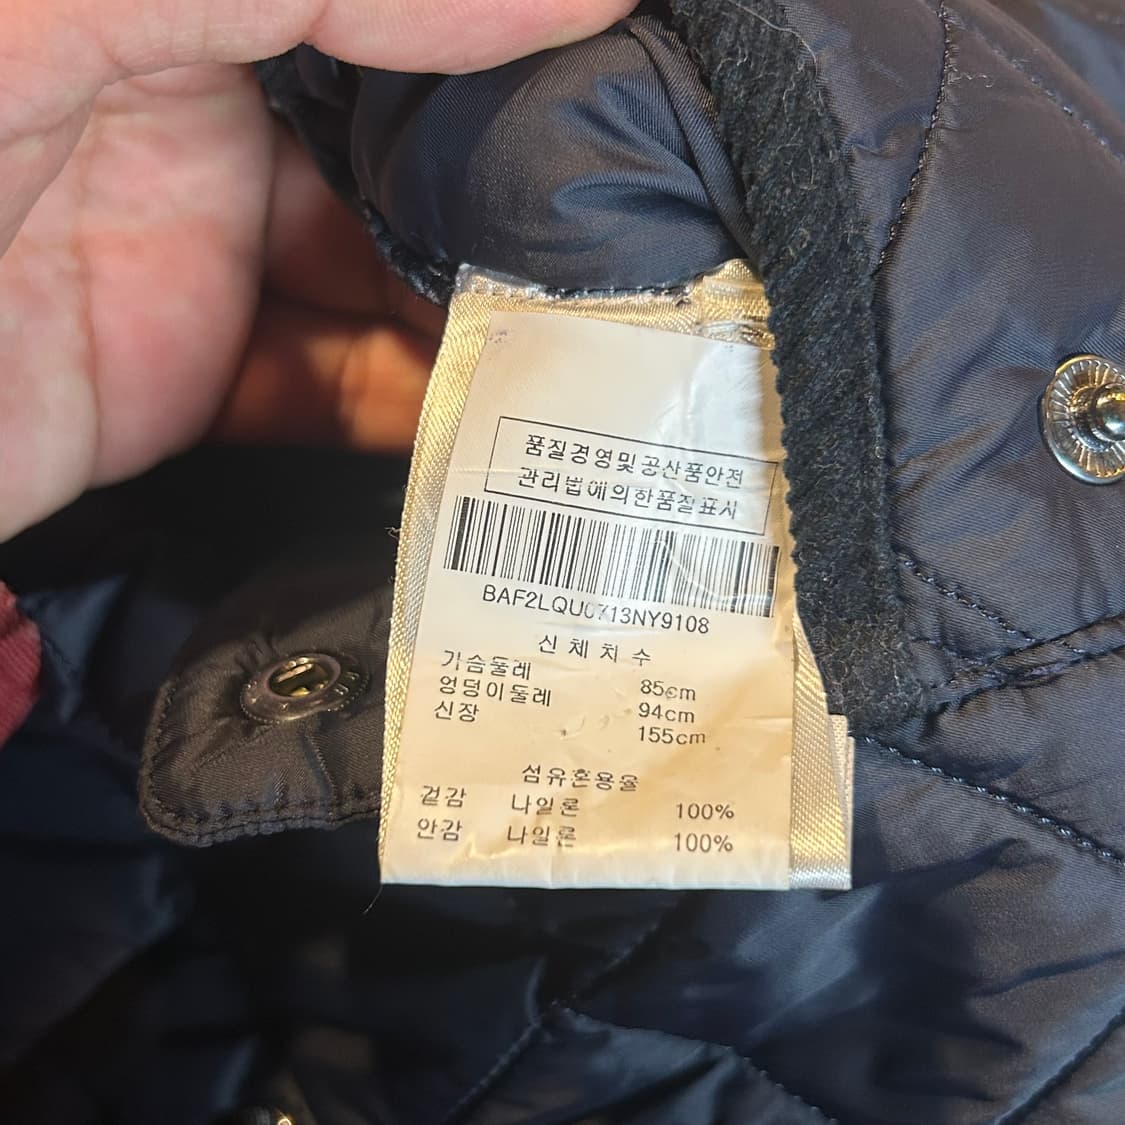 품질경영및공산품안전
관리법에의한품질표시
BAF2LQU0713NY9108
신체치수
가슴둘레 85cm
엉덩이둘레 94cm
신장 155cm
섬유혼용율
겉감 나일론 100%
안감 나일론 100%